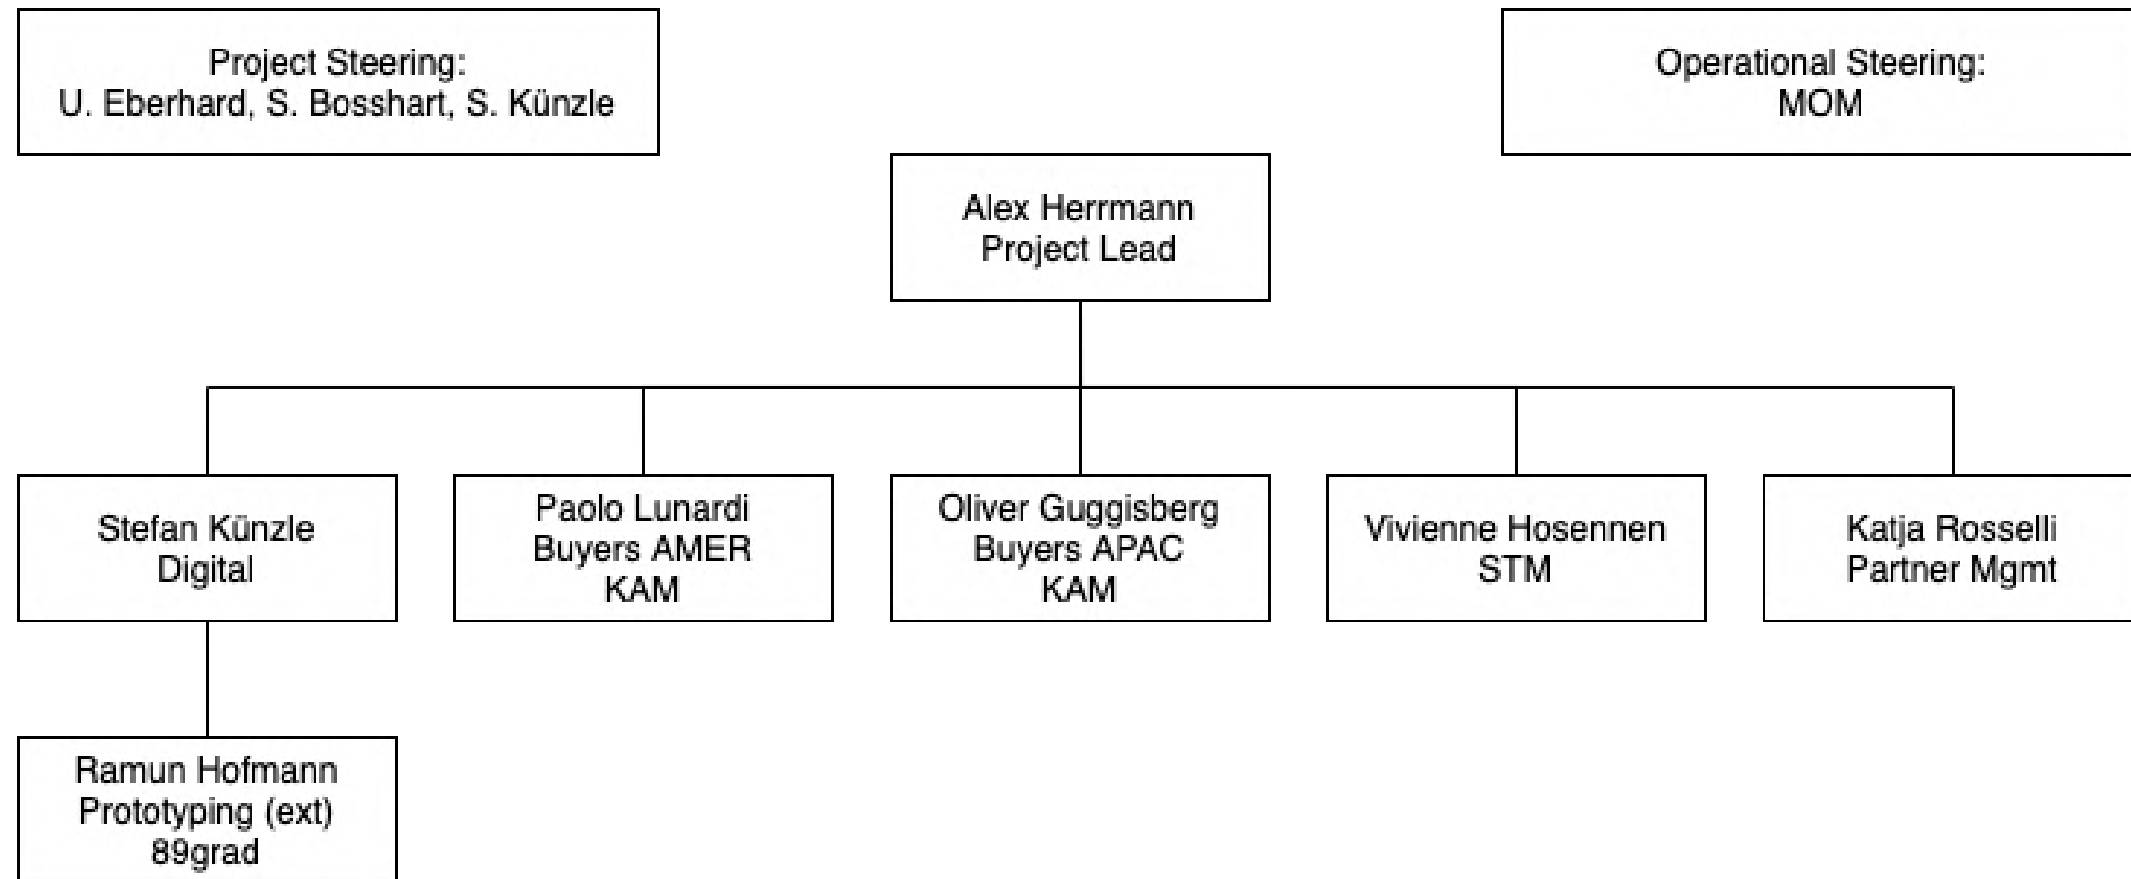 Project Steering:
U. Eberhard, S. Bosshart, S. Künzle
Operational Steering:
MOM
Alex Herrmann
Project Lead
Stefan Künzle
Digital
Paolo Lunardi
Buyers AMER
KAM
Oliver Guggisberg
Buyers APAC
KAM
Vivienne Hosennen
STM
Katja Rosselli
Partner Mgmt
Ramun Hofmann
Prototyping (ext)
89grad